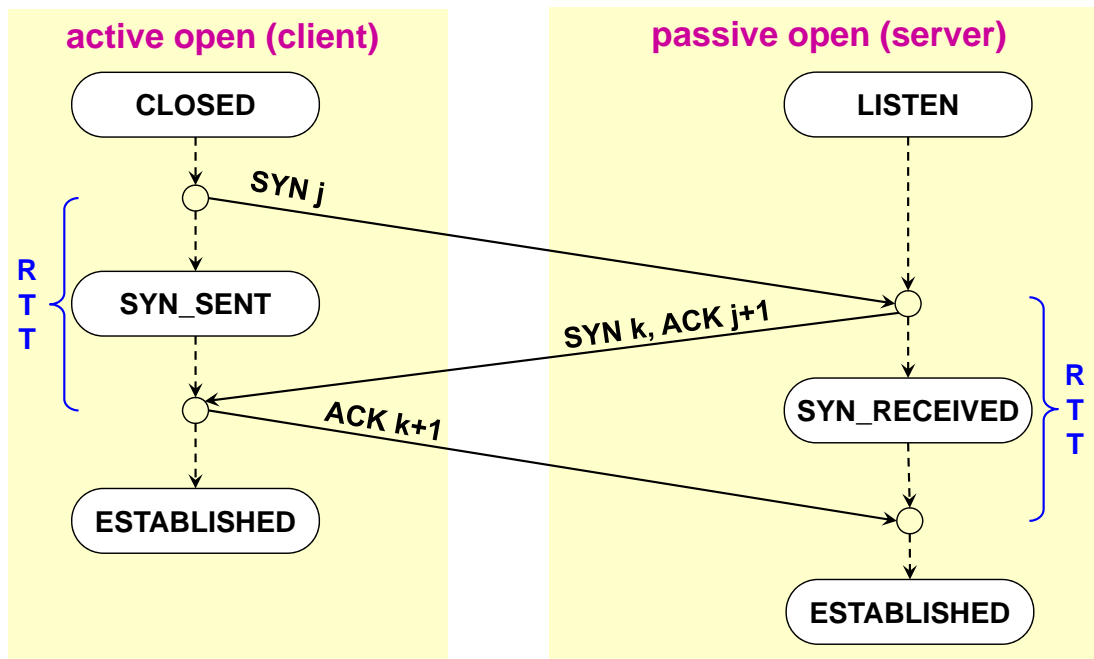 active open (client)
passive open (server)
CLOSED
LISTEN
SYN j
R
T
T
SYN_SENT
SYN k, ACK j+1
SYN_RECEIVED
R
T
T
ACK k+1
ESTABLISHED
ESTABLISHED